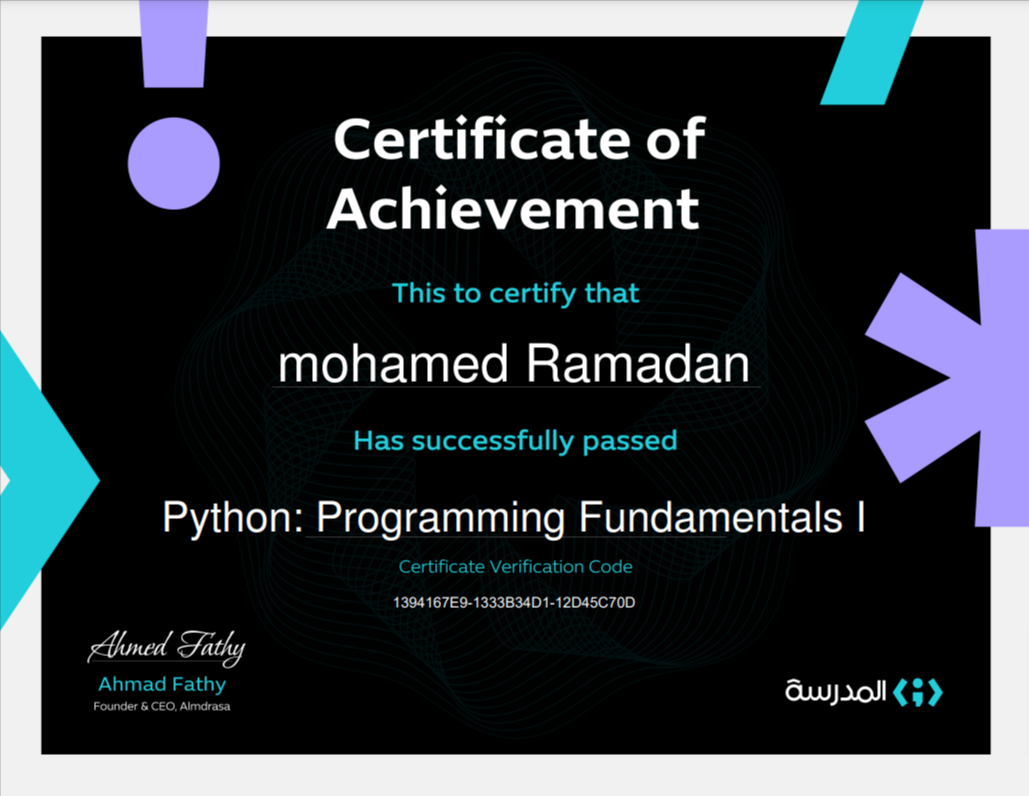 Certificate of
Achievement
This to certify that
mohamed Ramadan
Has successfully passed
Python: Programming Fundamentals I
Certificate Verification Code
1394167E9-1333B34D1-12D45C70D
Ahmed Fathy
Ahmad Fathy
Founder & CEO, Almdrasa
المدرسة